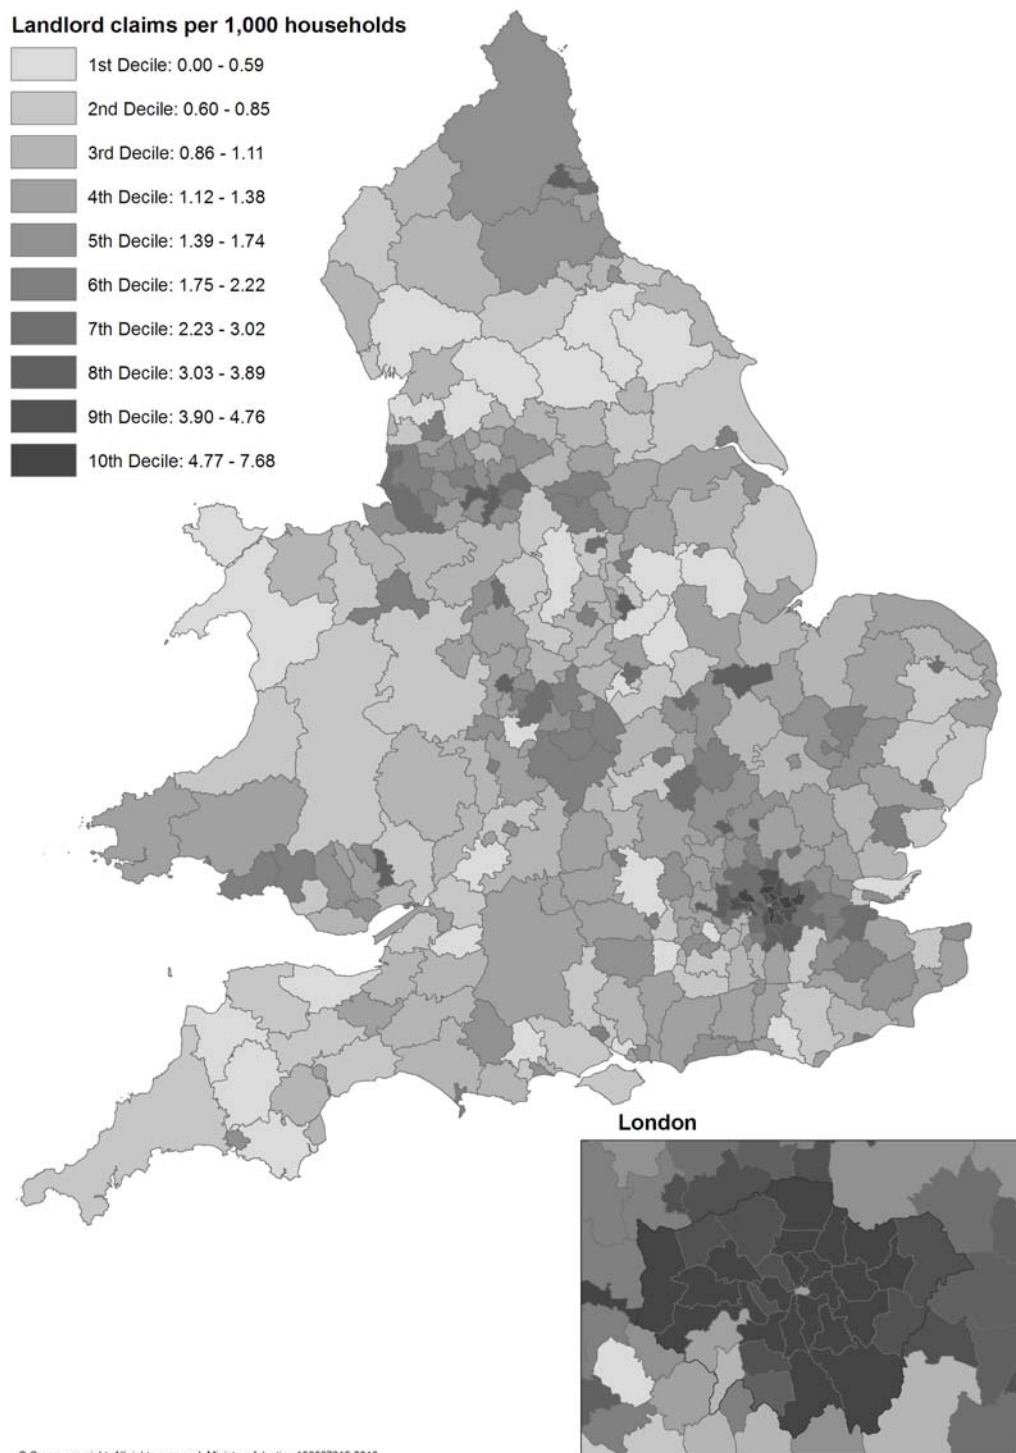 Landlord claims per 1,000 households
1st Decile: 0.00 - 0.59
2nd Decile: 0.60 - 0.85
3rd Decile: 0.86 - 1.11
4th Decile: 1.12 - 1.38
5th Decile: 1.39 - 1.74
6th Decile: 1.75 - 2.22
7th Decile: 2.23 - 3.02
8th Decile: 3.03 - 3.89
9th Decile: 3.90 - 4.76
10th Decile: 4.77 - 7.68
London